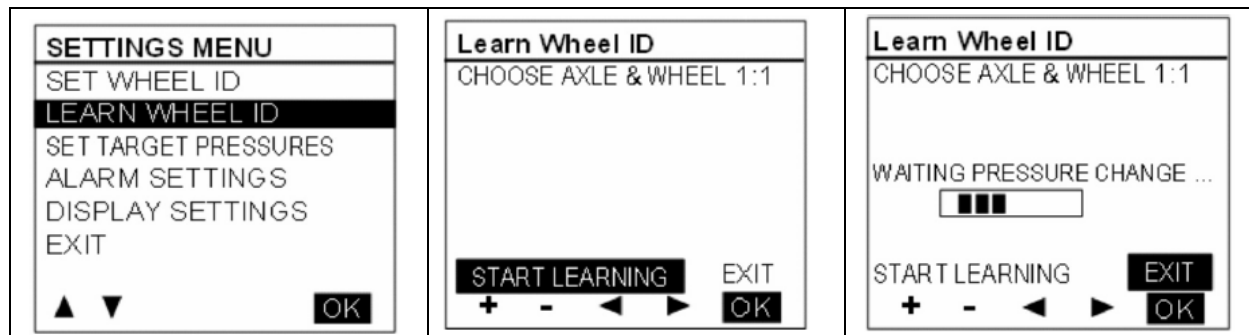 SETTINGS MENU
SET WHEEL ID
LEARN WHEEL ID
SET TARGET PRESSURES
ALARM SETTINGS
DISPLAY SETTINGS
EXIT
▲ ▼ OK
Learn Wheel ID
CHOOSE AXLE & WHEEL 1:1
START LEARNING EXIT
+ - ◀ ▶ OK
Learn Wheel ID
CHOOSE AXLE & WHEEL 1:1
WAITING PRESSURE CHANGE ...
START LEARNING EXIT
+ - ◀ ▶ OK